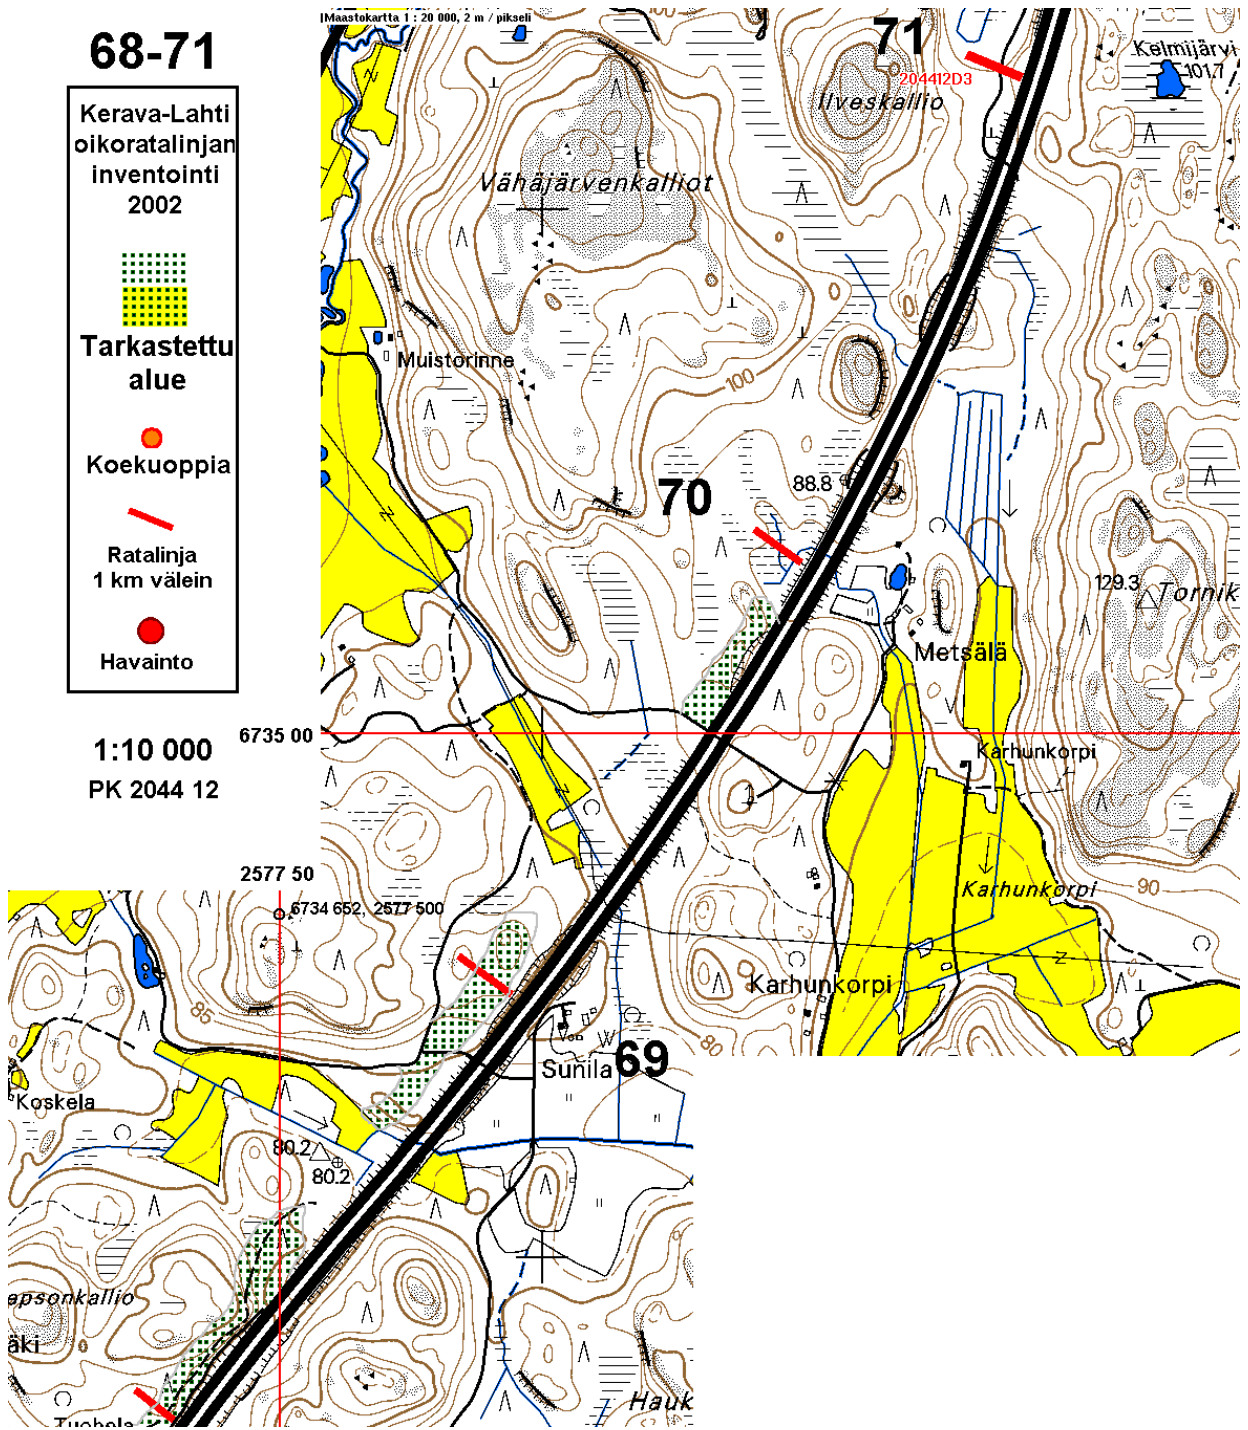 Maastokartta 1 : 20 000, 2 m / pikseli
68-71
Kerava-Lahti
oikoratalinjan
inventointi
2002
Tarkastettu
alue
Koekuoppia
Ratalinja
1 km välein
Havainto
1:10 000
PK 2044 12
6735 00
2577 50
71
204412D3
Ilveskallio
Kelmijärvi
101.7
Vähäjärvenkalliot
Muistorinne
100
70
88.8
129.3
Tornik
Metsälä
Karhunkorpi
Karhunkorpi
90
6734 652, 2577 500
Karhunkorpi
85
80
Sunila
69
Koskela
80.2
80.2
apsonkallio
äki
Tuohela
Hauk